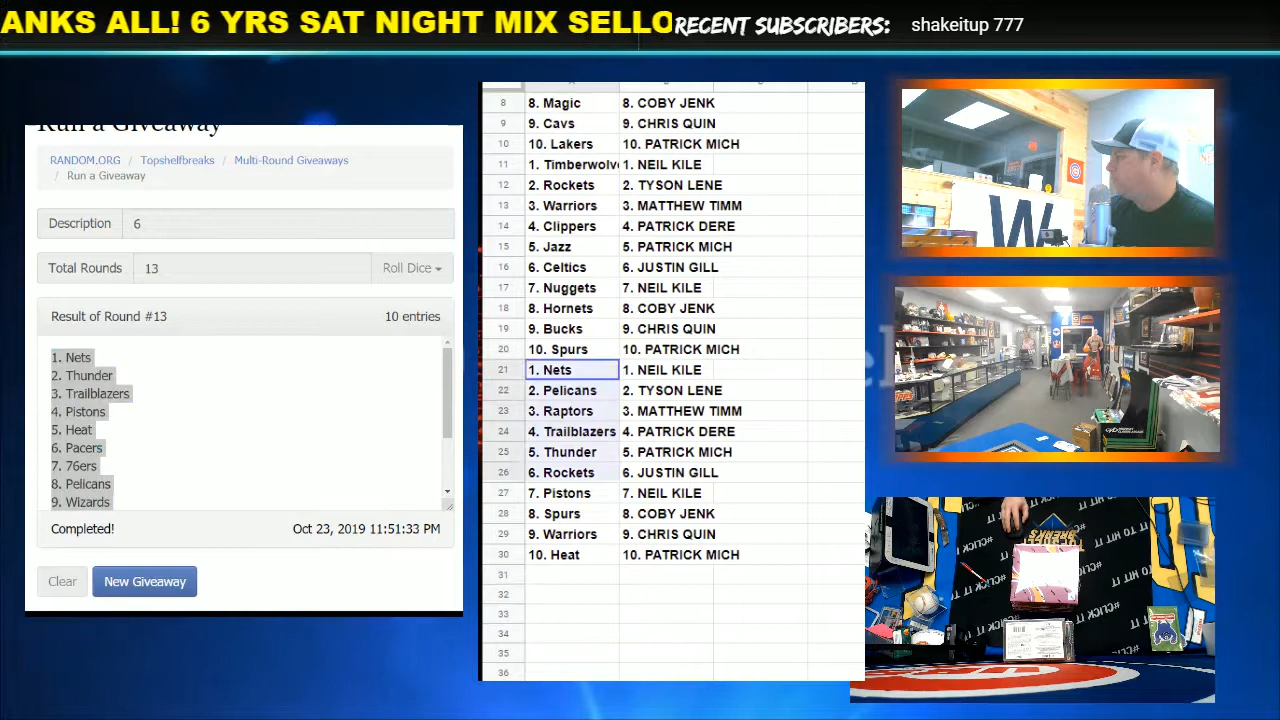 ANKS ALL! 6 YRS SAT NIGHT MIX SELLO
RECENT SUBSCRIBERS: shakeitup 777
Run a Giveaway
RANDOM.ORG / Topshelfbreaks / Multi-Round Giveaways
/ Run a Giveaway
Description 6
Total Rounds 13 Roll Dice
Result of Round #13 10 entries
1. Nets
2. Thunder
3. Trailblazers
4. Pistons
5. Heat
6. Pacers
7. 76ers
8. Pelicans
9. Wizards
Completed! Oct 23, 2019 11:51:33 PM
Clear New Giveaway
8 8. Magic 8. COBY JENK
9 9. Cavs 9. CHRIS QUIN
10 10. Lakers 10. PATRICK MICH
11 1. Timberwolv 1. NEIL KILE
12 2. Rockets 2. TYSON LENE
13 3. Warriors 3. MATTHEW TIMM
14 4. Clippers 4. PATRICK DERE
15 5. Jazz 5. PATRICK MICH
16 6. Celtics 6. JUSTIN GILL
17 7. Nuggets 7. NEIL KILE
18 8. Hornets 8. COBY JENK
19 9. Bucks 9. CHRIS QUIN
20 10. Spurs 10. PATRICK MICH
21 1. Nets 1. NEIL KILE
22 2. Pelicans 2. TYSON LENE
23 3. Raptors 3. MATTHEW TIMM
24 4. Trailblazers 4. PATRICK DERE
25 5. Thunder 5. PATRICK MICH
26 6. Rockets 6. JUSTIN GILL
27 7. Pistons 7. NEIL KILE
28 8. Spurs 8. COBY JENK
29 9. Warriors 9. CHRIS QUIN
30 10. Heat 10. PATRICK MICH
31
32
33
34
35
36
W
BREAKS
#CLICK IT
TO HIT IT